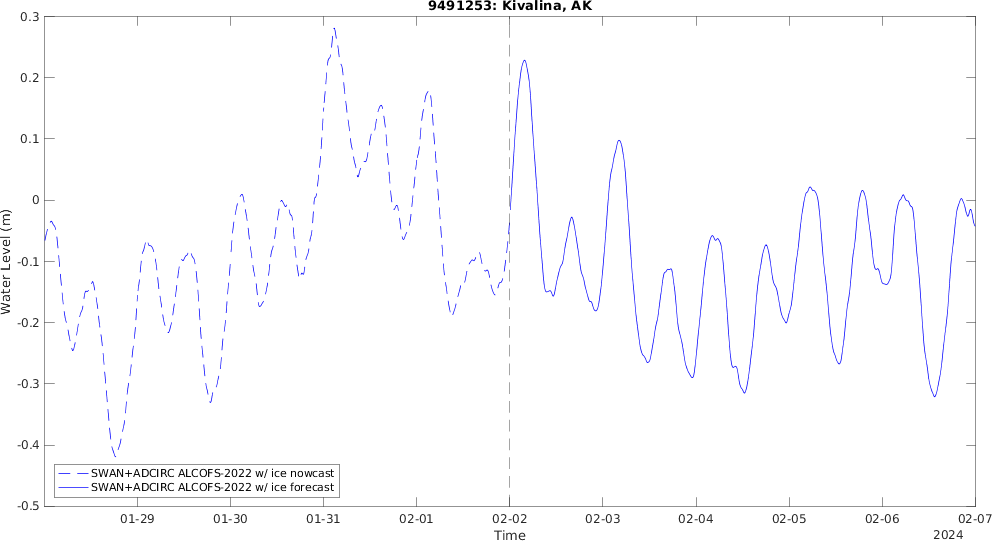 9491253: Kivalina, AK
0.3
0.2
0.1
0
-0.1
-0.2
-0.3
-0.4
-0.5
Water Level (m)
SWAN+ADCIRC ALCOFS-2022 w/ ice nowcast
SWAN+ADCIRC ALCOFS-2022 w/ ice forecast
01-29 01-30 01-31 02-01 02-02 02-03 02-04 02-05 02-06 02-07
Time
2024